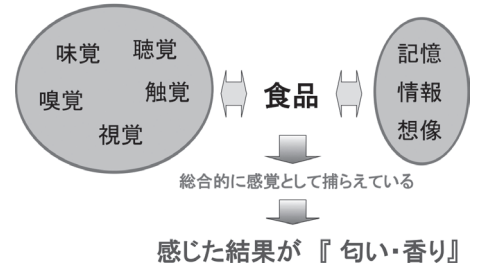 味覚 聴覚
嗅覚 触覚
視覚
食品
記憶
情報
想像
総合的に感覚として捕らえている
感じた結果が 『 匂い・香り』